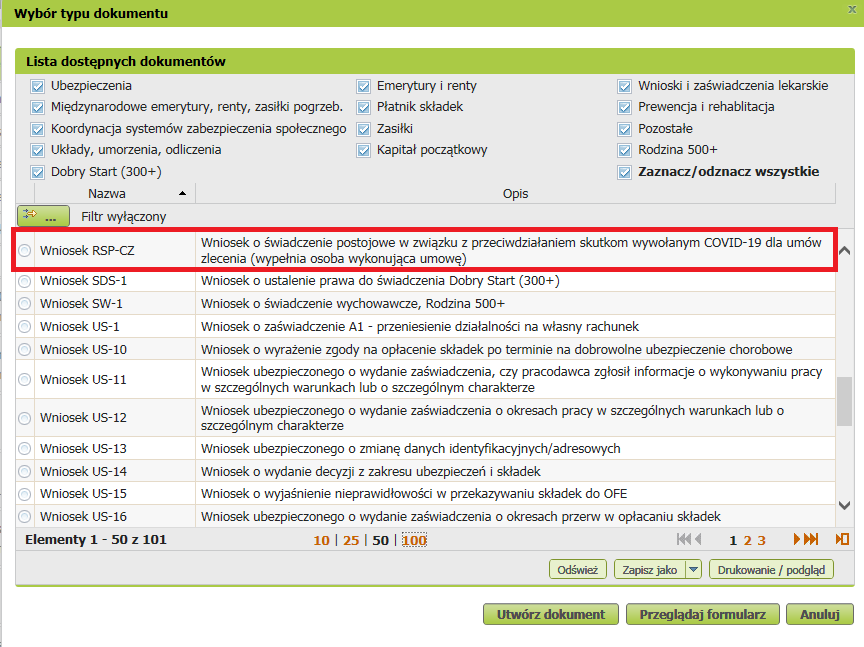 Wybór typu dokumentu
x
Lista dostępnych dokumentów
Ubezpieczenia
Emerytury i renty
Wnioski i zaświadczenia lekarskie
Międzynarodowe emerytury, renty, zasiłki pogrzeb.
Płatnik składek
Prewencja i rehabilitacja
Koordynacja systemów zabezpieczenia społecznego
Zasiłki
Pozostałe
Układy, umorzenia, odliczenia
Kapitał początkowy
Rodzina 500+
Dobry Start (300+)
Zaznacz/odznacz wszystkie
Nazwa
Opis
...
Filtr wyłączony
Wniosek RSP-CZ
Wniosek o świadczenie postojowe w związku z przeciwdziałaniem skutkom wywołanym COVID-19 dla umów
zlecenia (wypełnia osoba wykonująca umowę)
Wniosek SDS-1
Wniosek o ustalenie prawa do świadczenia Dobry Start (300+)
Wniosek SW-1
Wniosek o świadczenie wychowawcze, Rodzina 500+
Wniosek US-1
Wniosek o zaświadczenie A1 - przeniesienie działalności na własny rachunek
Wniosek US-10
Wniosek o wyrażenie zgody na opłacenie składek po terminie na dobrowolne ubezpieczenie chorobowe
Wniosek US-11
Wniosek ubezpieczonego o wydanie zaświadczenia, czy pracodawca zgłosił informacje o wykonywaniu pracy
w szczególnych warunkach lub o szczególnym charakterze
Wniosek US-12
Wniosek ubezpieczonego o wydanie zaświadczenia o okresach pracy w szczególnych warunkach lub o
szczególnym charakterze
Wniosek US-13
Wniosek ubezpieczonego o zmianę danych identyfikacyjnych/adresowych
Wniosek US-14
Wniosek o wydanie decyzji z zakresu ubezpieczeń i składek
Wniosek US-15
Wniosek o wyjaśnienie nieprawidłowości w przekazywaniu składek do OFE
Wniosek US-16
Wniosek ubezpieczonego o wydanie zaświadczenia o okresach przerw w opłacaniu składek
Elementy 1 - 50 z 101
10 | 25 | 50 | 100
1 2 3
Odśwież
Zapisz jako
Drukowanie / podgląd
Utwórz dokument
Przeglądaj formularz
Anuluj